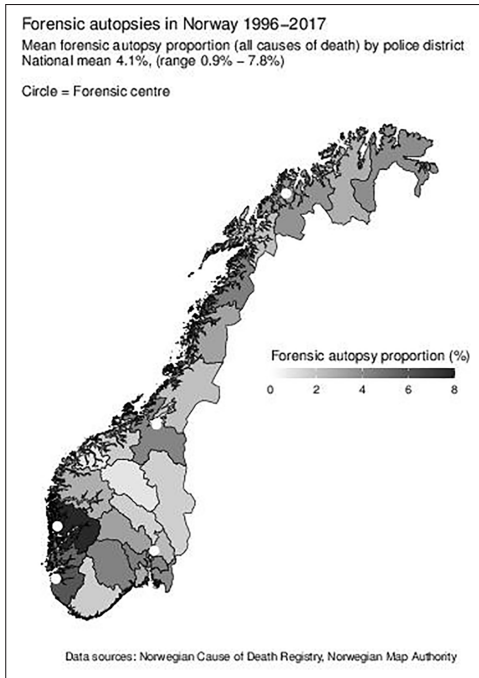 Forensic autopsies in Norway 1996–2017
Mean forensic autopsy proportion (all causes of death) by police district
National mean 4.1%, (range 0.9% – 7.8%)
Circle = Forensic centre
Forensic autopsy proportion (%)
0 2 4 6 8
Data sources: Norwegian Cause of Death Registry, Norwegian Map Authority